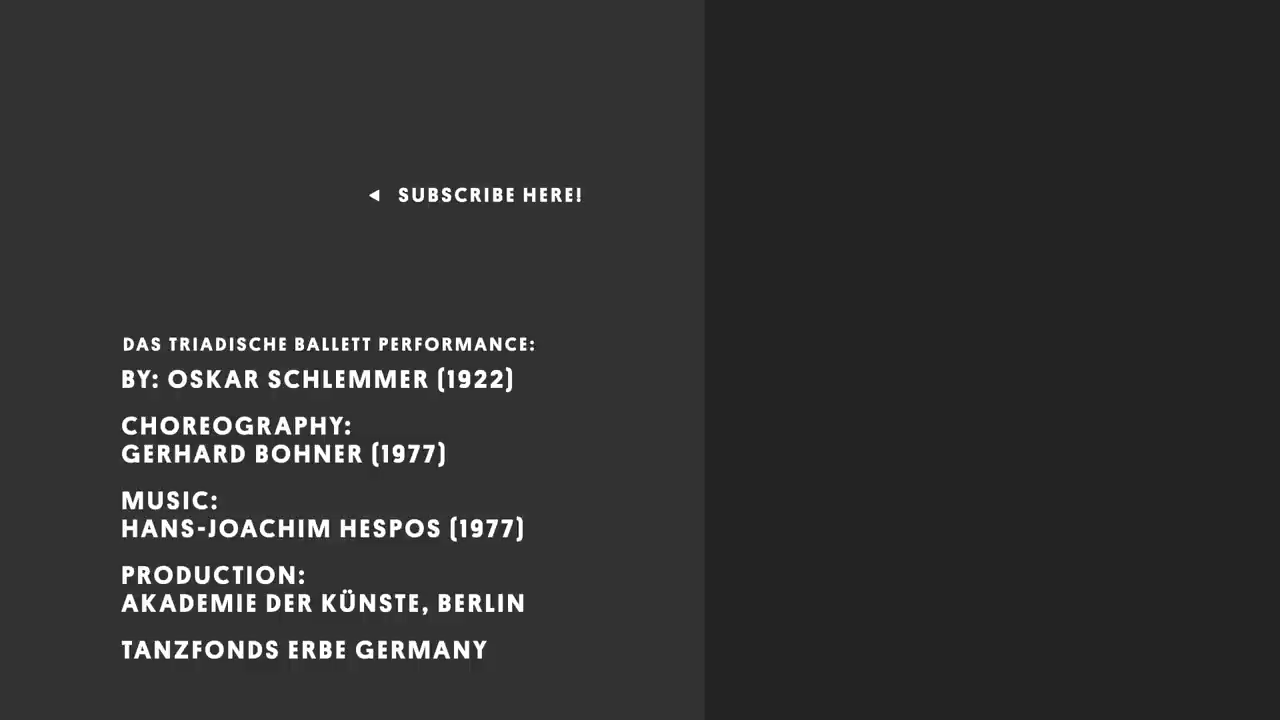 ◄ SUBSCRIBE HERE!
DAS TRIADISCHE BALLETT PERFORMANCE:
BY: OSKAR SCHLEMMER (1922)
CHOREOGRAPHY:
GERHARD BOHNER (1977)
MUSIC:
HANS-JOACHIM HESPOS (1977)
PRODUCTION:
AKADEMIE DER KÜNSTE, BERLIN
TANZFONDS ERBE GERMANY